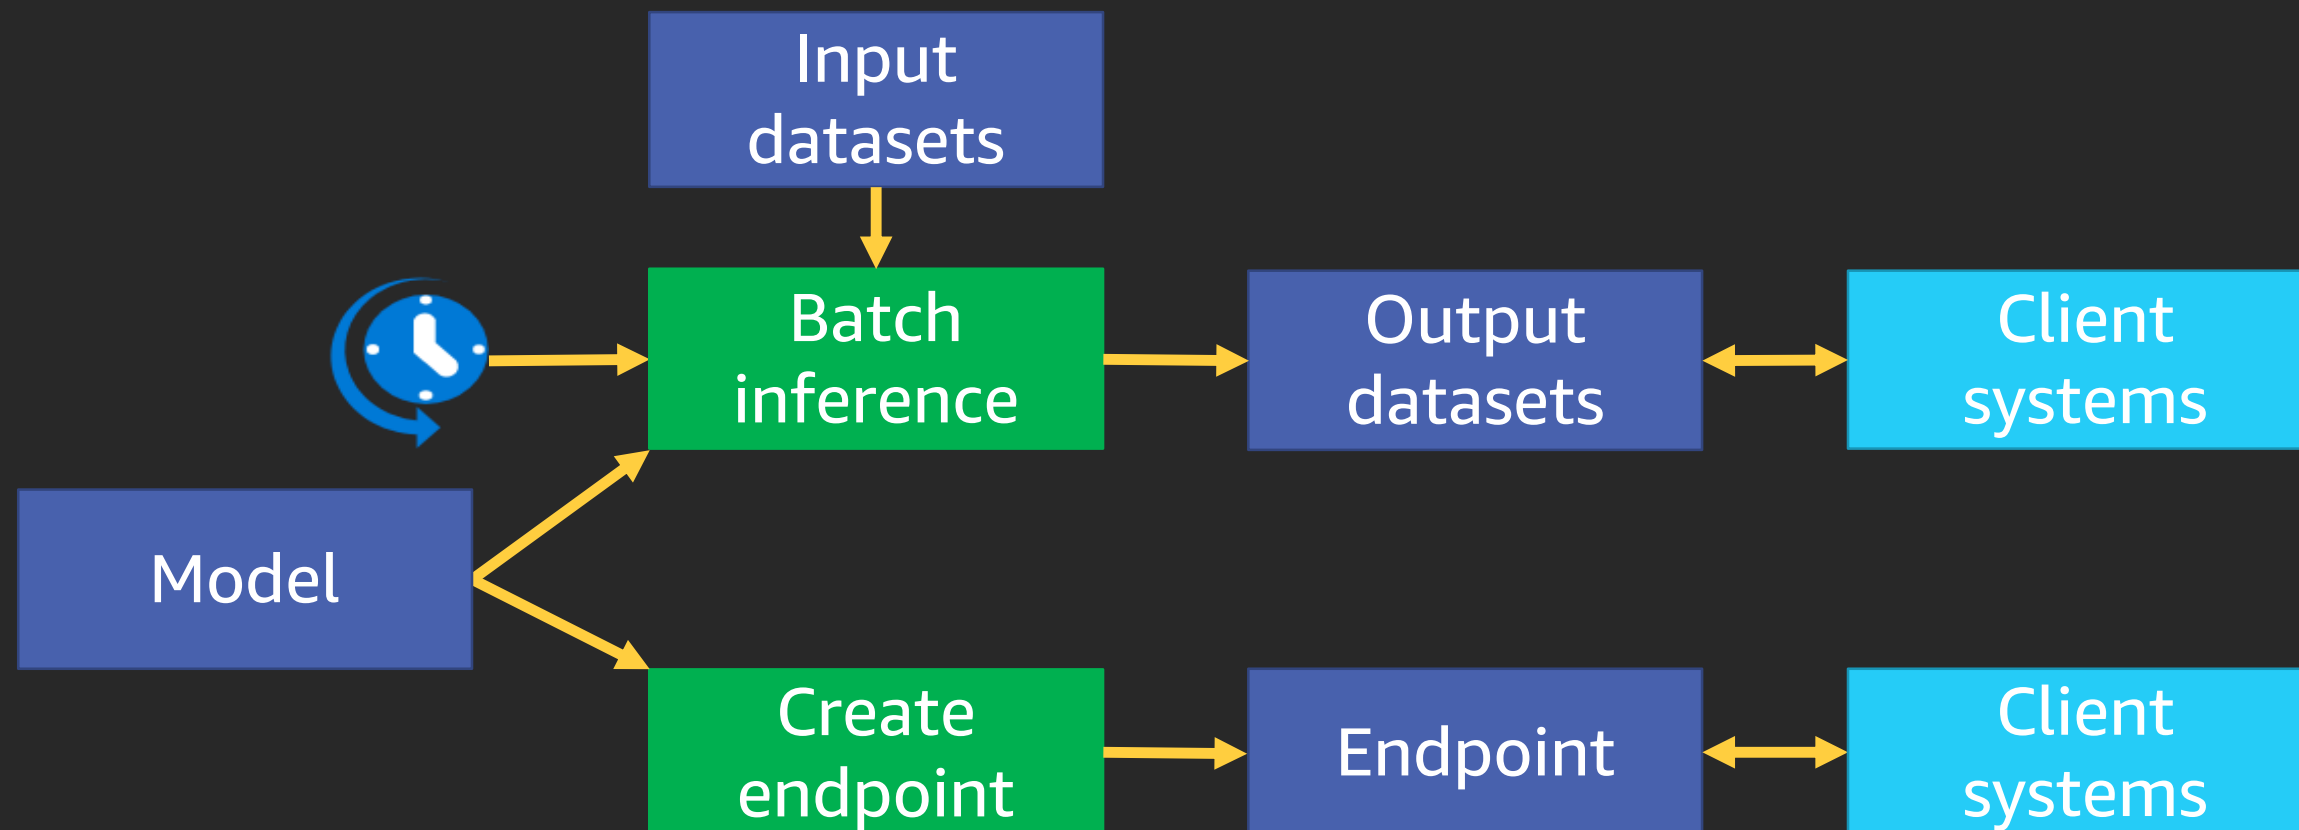 Input
datasets
Batch
inference
Output
datasets
Client
systems
Model
Create
endpoint
Endpoint
Client
systems